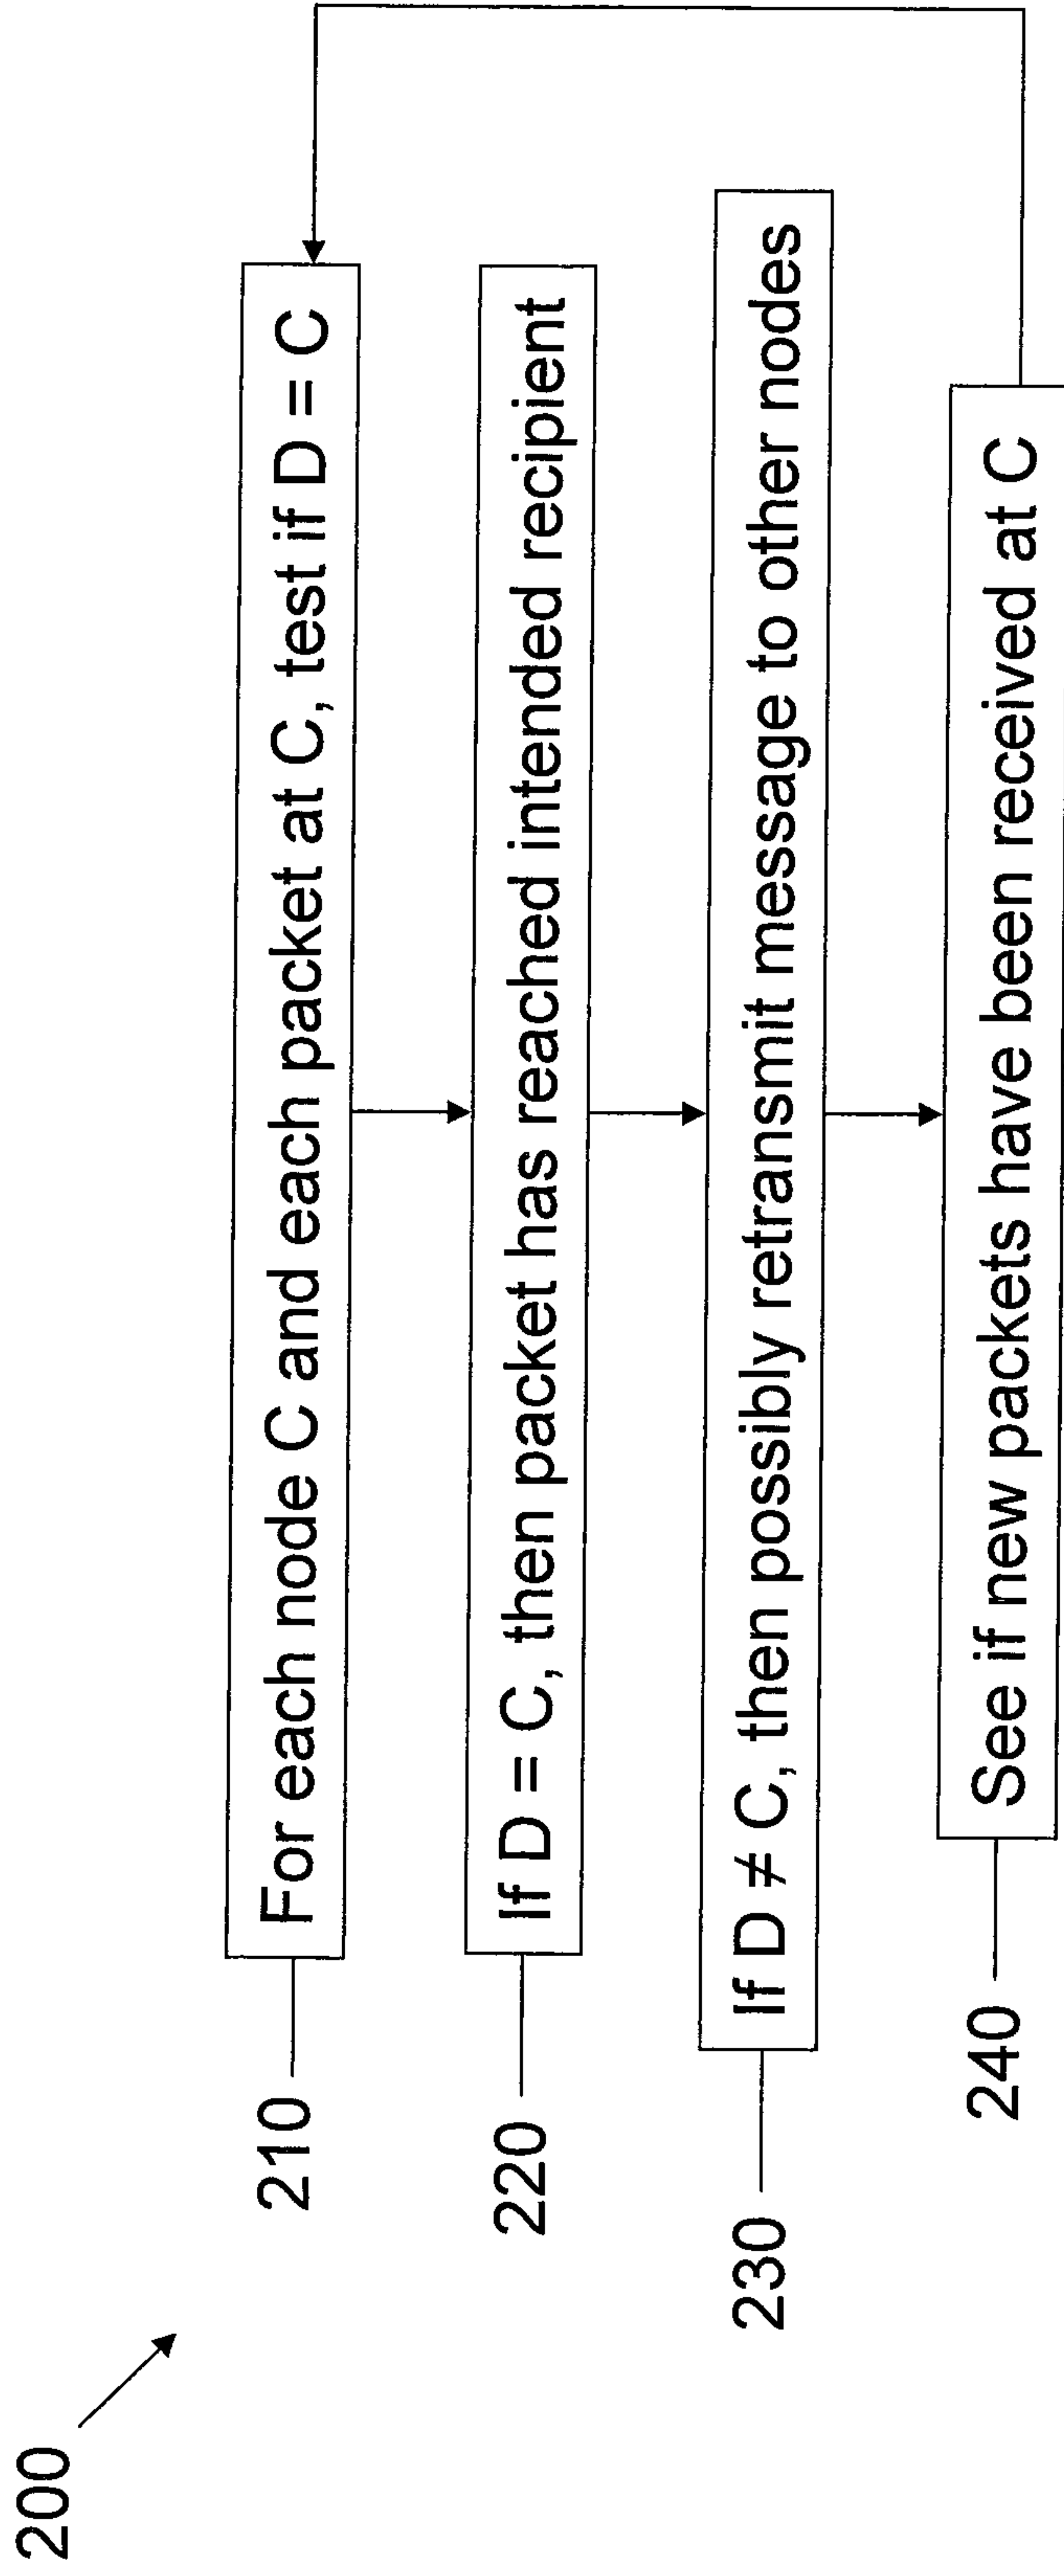 200
210
For each node C and each packet at C, test if D = C
220
If D = C, then packet has reached intended recipient
230
If D ≠ C, then possibly retransmit message to other nodes
240
See if new packets have been received at C